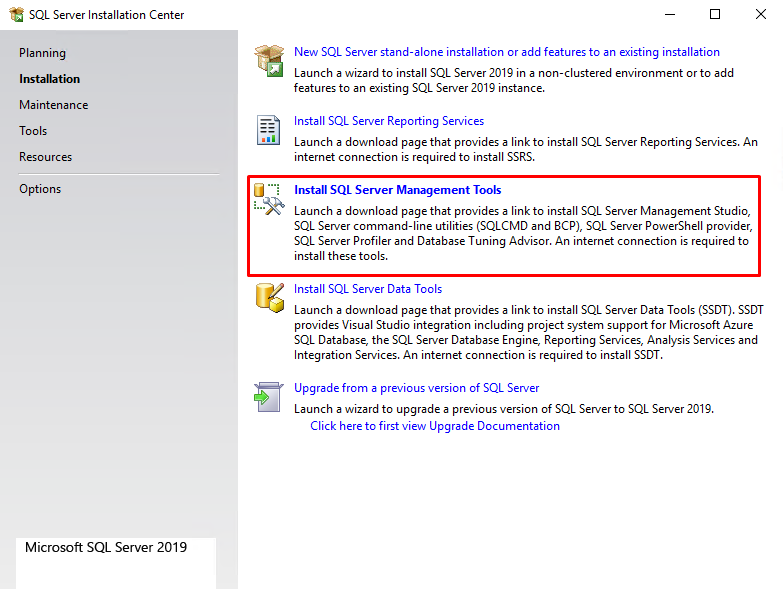 SQL Server Installation Center
Planning
Installation
Maintenance
Tools
Resources
Options
Microsoft SQL Server 2019
New SQL Server stand-alone installation or add features to an existing installation
Launch a wizard to install SQL Server 2019 in a non-clustered environment or to add
features to an existing SQL Server 2019 instance.
Install SQL Server Reporting Services
Launch a download page that provides a link to install SQL Server Reporting Services. An
internet connection is required to install SSRS.
Install SQL Server Management Tools
Launch a download page that provides a link to install SQL Server Management Studio,
SQL Server command-line utilities (SQLCMD and BCP), SQL Server PowerShell provider,
SQL Server Profiler and Database Tuning Advisor. An internet connection is required to
install these tools.
Install SQL Server Data Tools
Launch a download page that provides a link to install SQL Server Data Tools (SSDT). SSDT
provides Visual Studio integration including project system support for Microsoft Azure
SQL Database, the SQL Server Database Engine, Reporting Services, Analysis Services and
Integration Services. An internet connection is required to install SSDT.
Upgrade from a previous version of SQL Server
Launch a wizard to upgrade a previous version of SQL Server to SQL Server 2019.
Click here to first view Upgrade Documentation